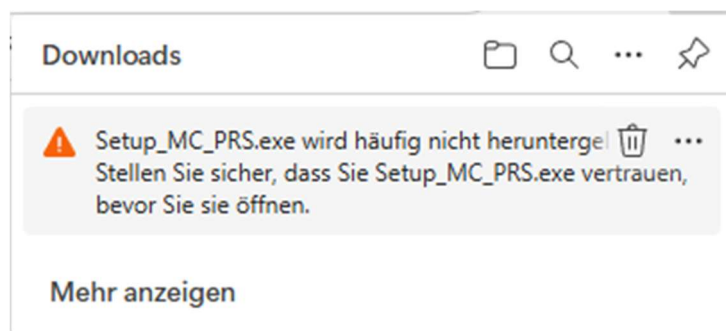 Downloads
Setup_MC_PRS.exe wird häufig nicht
Stellen Sie sicher, dass Sie Setup_MC_PRS.exe vertrauen,
bevor Sie sie öffnen.
Mehr anzeigen